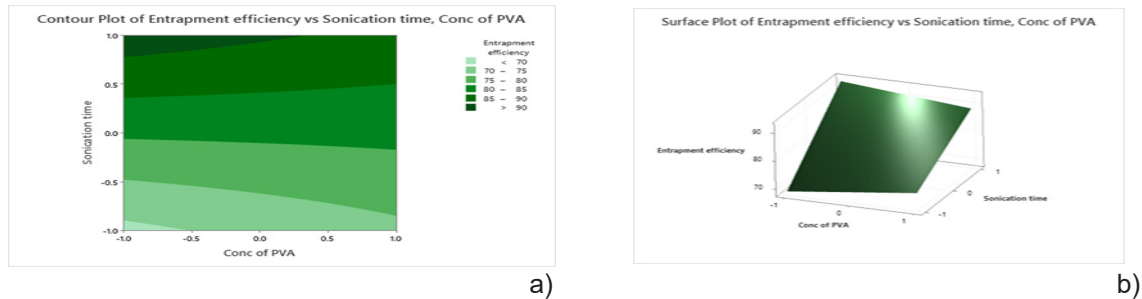 Contour Plot of Entrapment efficiency vs Sonication time, Conc of PVA
1.0
0.5
0.0
-0.5
-1.0
Sonication time
-1.0 -0.5 0.0 0.5 1.0
Conc of PVA
Entrapment
efficiency
< 70
70 – 75
75 – 80
80 – 85
85 – 90
> 90
a)
Surface Plot of Entrapment efficiency vs Sonication time, Conc of PVA
90
Entrapment efficiency
80
70
-1 0 1
Conc of PVA
1
0
-1
Sonication time
b)